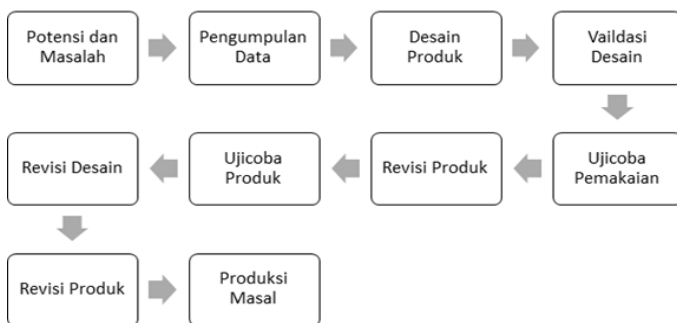 Potensi dan
Masalah
Pengumpulan
Data
Desain
Produk
Vaildasi
Desain
Ujicoba
Pemakaian
Revisi Produk
Ujicoba
Produk
Revisi Desain
Revisi Produk
Produksi
Masal